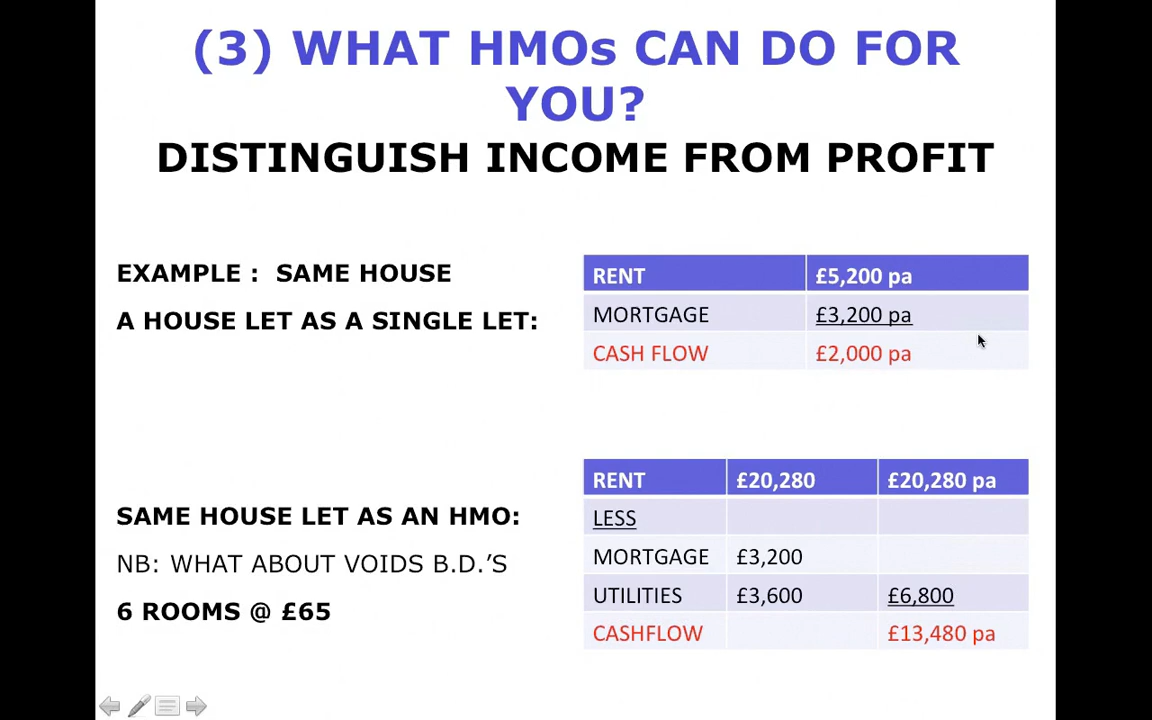 (3) WHAT HMOs CAN DO FOR
YOU?
DISTINGUISH INCOME FROM PROFIT
EXAMPLE : SAME HOUSE
A HOUSE LET AS A SINGLE LET:
RENT £5,200 pa
MORTGAGE £3,200 pa
CASH FLOW £2,000 pa
SAME HOUSE LET AS AN HMO:
NB: WHAT ABOUT VOIDS B.D.’S
6 ROOMS @ £65
RENT £20,280 £20,280 pa
LESS
MORTGAGE £3,200
UTILITIES £3,600 £6,800
CASHFLOW £13,480 pa